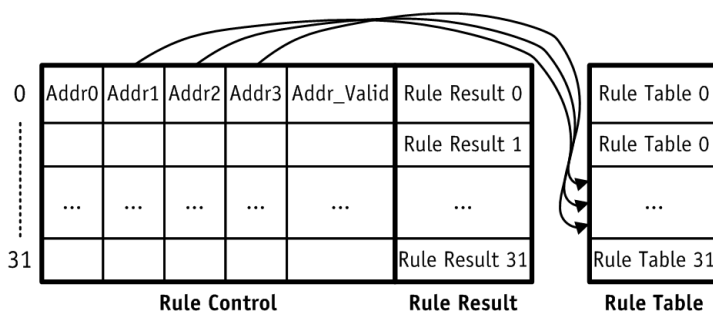 0 Addr0 Addr1 Addr2 Addr3 Addr_Valid Rule Result 0 Rule Table 0
Rule Result 1 Rule Table 0
... ... ... ... ... ... ...
31 Rule Result 31 Rule Table 31
Rule Control Rule Result Rule Table